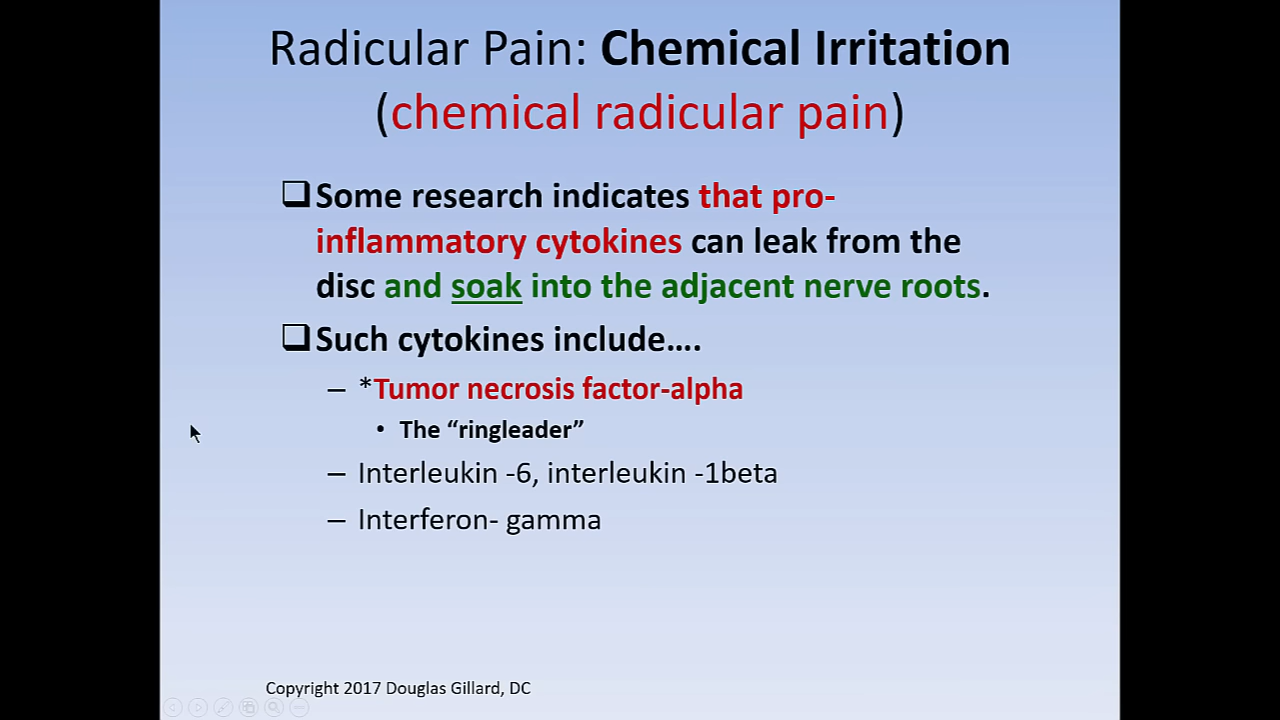 Radicular Pain: Chemical Irritation
(chemical radicular pain)
Some research indicates that pro-
inflammatory cytokines can leak from the
disc and soak into the adjacent nerve roots.
Such cytokines include....
– *Tumor necrosis factor-alpha
• The “ringleader”
– Interleukin -6, interleukin -1beta
– Interferon- gamma
Copyright 2017 Douglas Gillard, DC